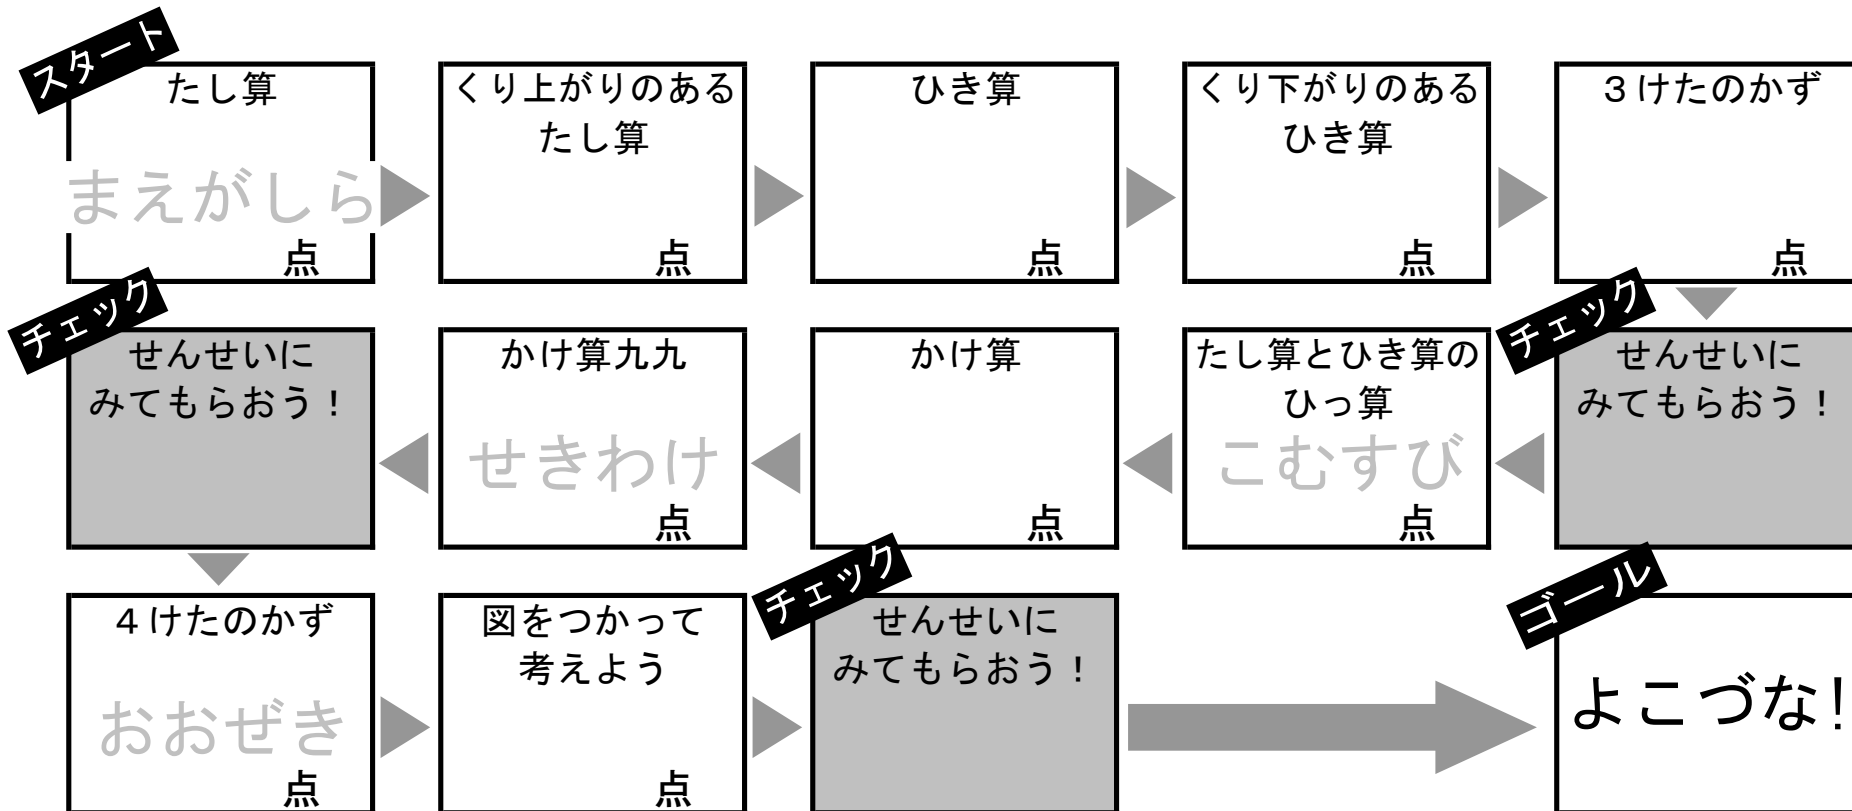 スタート
たし算
まえがしら
点
くり上がりのある
たし算
点
ひき算
点
くり下がりのある
ひき算
点
３けたのかず
点
チェック
せんせいに
みてもらおう！
たし算とひき算の
ひっ算
こむすび
点
かけ算
点
かけ算九九
せきわけ
点
チェック
せんせいに
みてもらおう！
４けたのかず
おおぜき
点
図をつかって
考えよう
点
チェック
せんせいに
みてもらおう！
ゴール
よこづな!